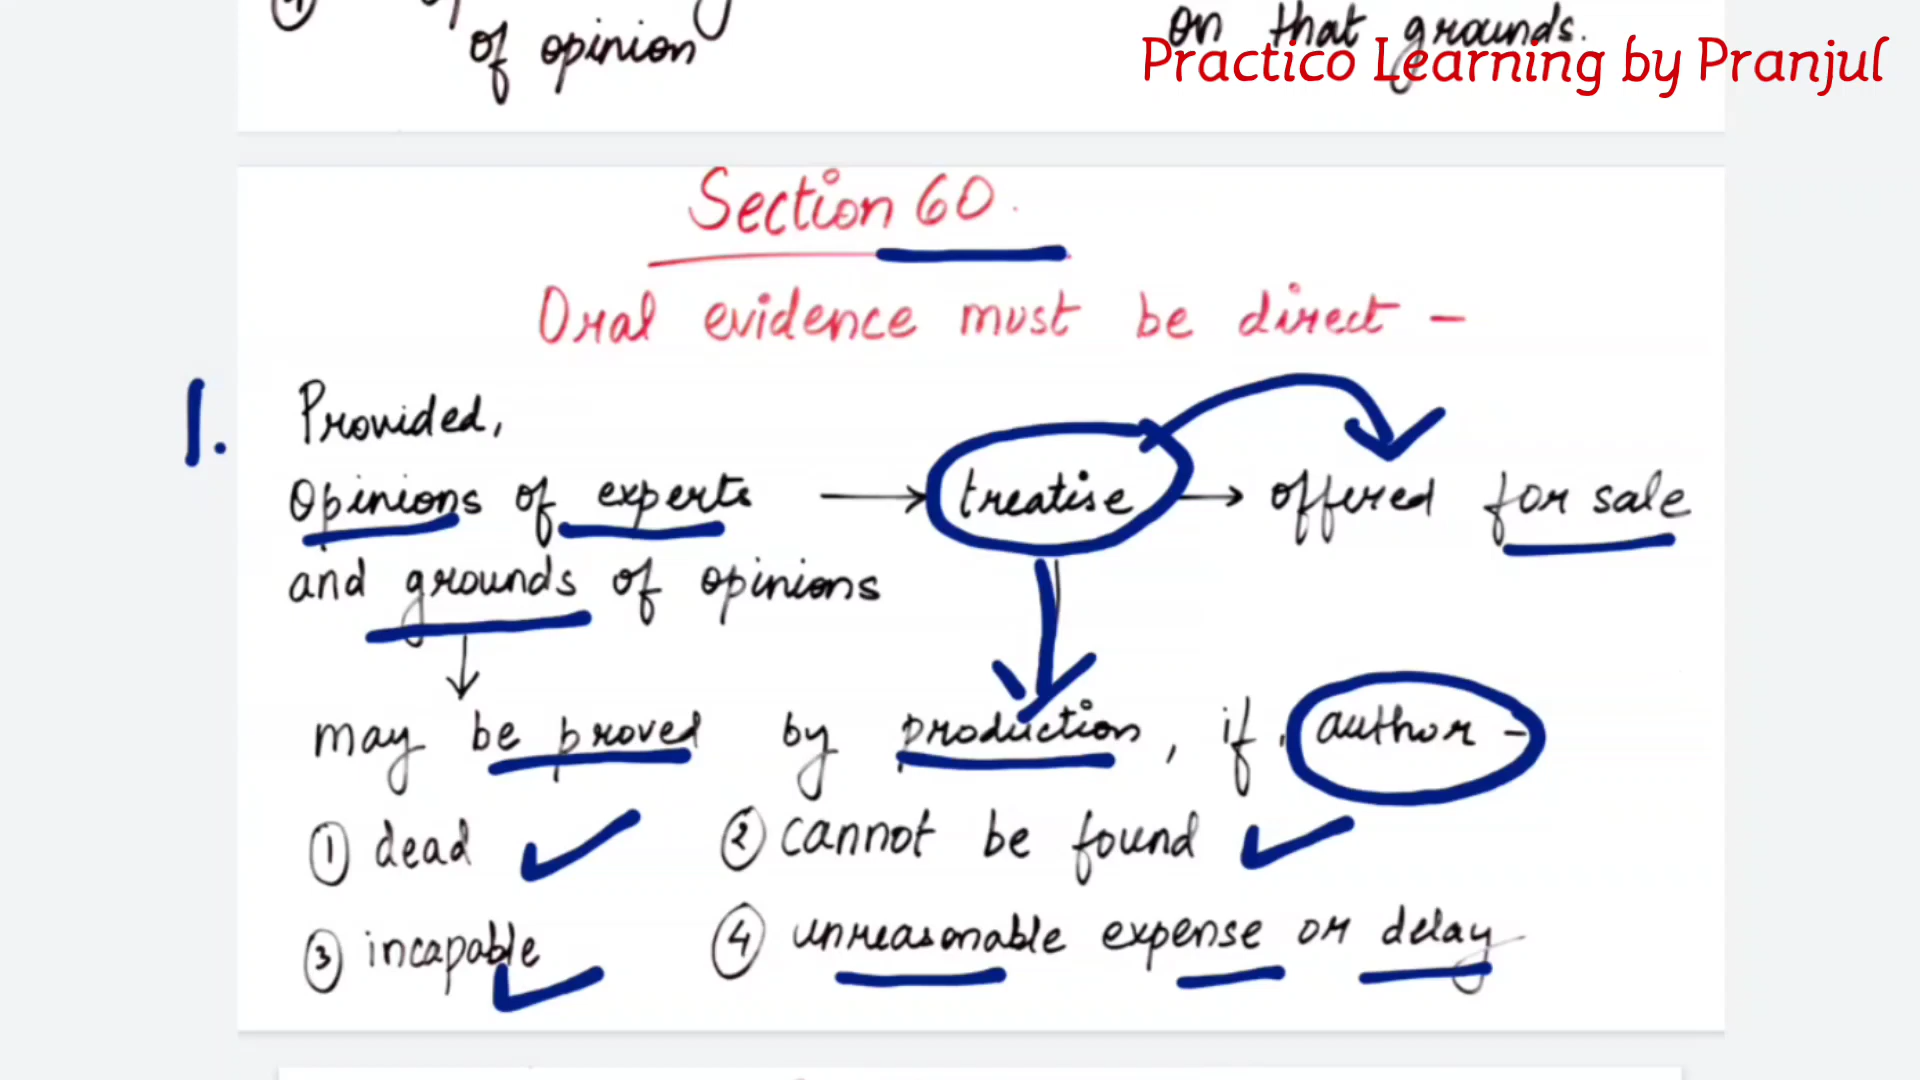 of opinion
on that grounds.
Practico Learning by Pranjul
Section 60.
Oral evidence must be direct -
1. Provided,
Opinions of experts → treatise → offered for sale
and grounds of opinions
may be proved by production, if, author -
① dead ② cannot be found
③ incapable ④ unreasonable expense or delay